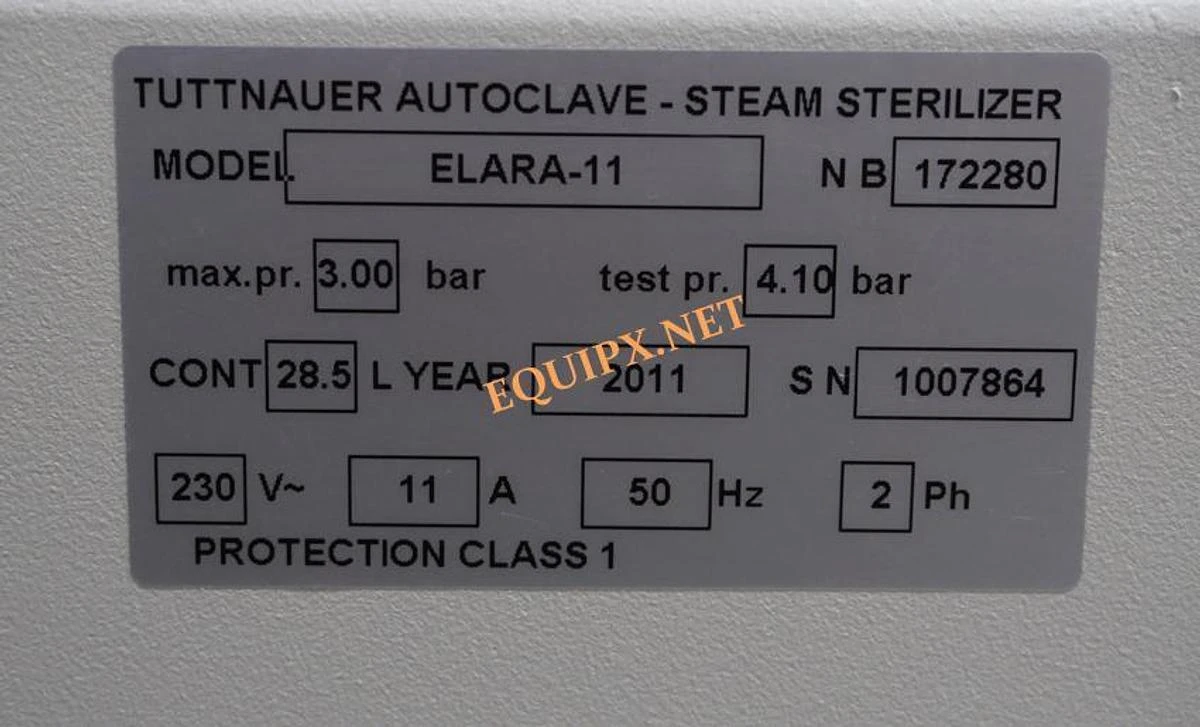 TUTTNAUER AUTOCLAVE - STEAM STERILIZER
MODEL ELARA-11 N B 172280
max.pr. 3.00 bar test pr. 4.10 bar
CONT 28.5 L YEAR 2011 S N 1007864
EQUIPX.NET
230 V~ 11 A 50 Hz 2 Ph
PROTECTION CLASS 1